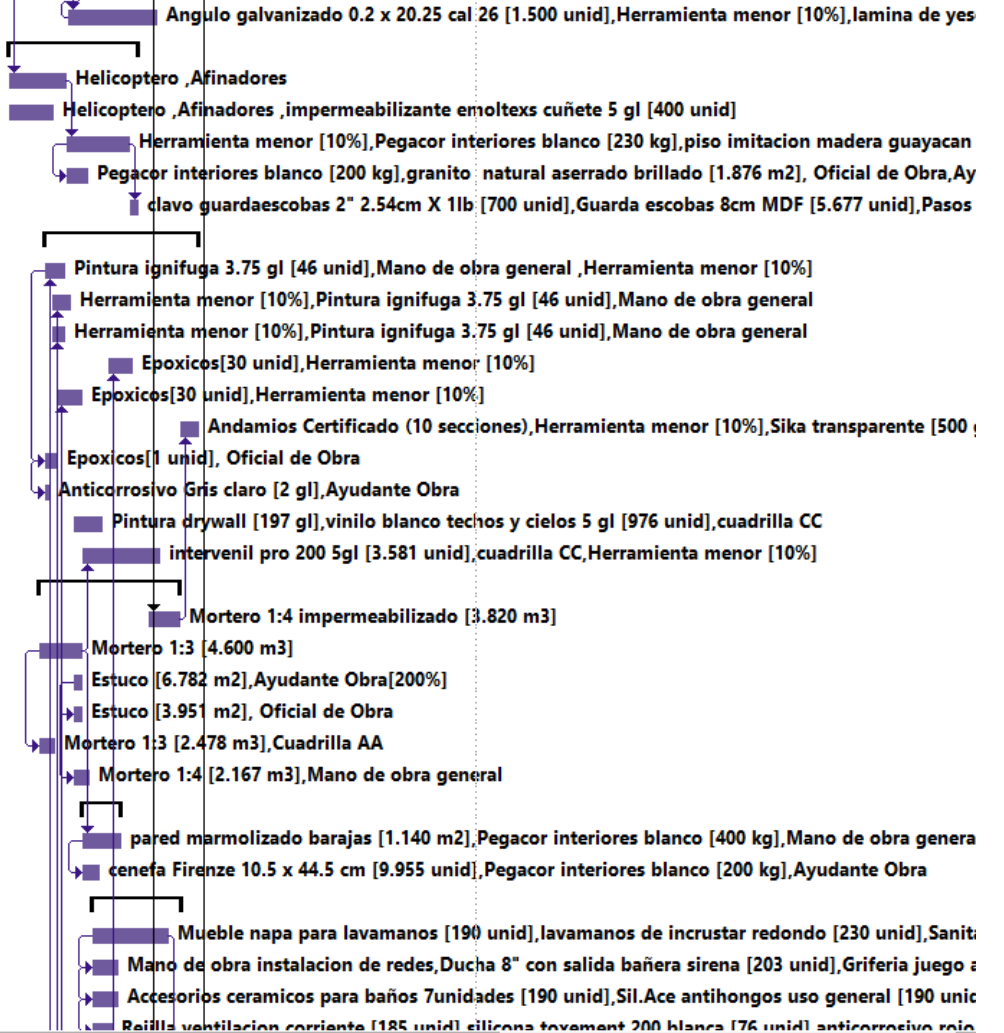 Angulo galvanizado 0.2 x 20.25 cal 26 [1.500 unid],Herramienta menor [10%],lamina de yes
Helicoptero ,Afinadores
Helicoptero ,Afinadores ,impermeabilizante emoltexs cuñete 5 gl [400 unid]
Herramienta menor [10%],Pegacor interiores blanco [230 kg],piso imitacion madera guayacan
Pegacor interiores blanco [200 kg],granito natural aserrado brillado [1.876 m2], Oficial de Obra,Ay
clavo guardaescobas 2" 2.54cm X 1lb [700 unid],Guarda escobas 8cm MDF [5.677 unid],Pasos
Pintura ignifuga 3.75 gl [46 unid],Mano de obra general ,Herramienta menor [10%]
Herramienta menor [10%],Pintura ignifuga 3.75 gl [46 unid],Mano de obra general
Herramienta menor [10%],Pintura ignifuga 3.75 gl [46 unid],Mano de obra general
Epoxicos[30 unid],Herramienta menor [10%]
Epoxicos[30 unid],Herramienta menor [10%]
Andamios Certificado (10 secciones),Herramienta menor [10%],Sika transparente [500
Epoxicos[1 unid], Oficial de Obra
Anticorrosivo Gris claro [2 gl],Ayudante Obra
Pintura drywall [197 gl],vinilo blanco techos y cielos 5 gl [976 unid],cuadrilla CC
intervenil pro 200 5gl [3.581 unid],cuadrilla CC,Herramienta menor [10%]
Mortero 1:4 impermeabilizado [3.820 m3]
Mortero 1:3 [4.600 m3]
Estuco [6.782 m2],Ayudante Obra[200%]
Estuco [3.951 m2], Oficial de Obra
Mortero 1:3 [2.478 m3],Cuadrilla AA
Mortero 1:4 [2.167 m3],Mano de obra general
pared marmolizado barajas [1.140 m2],Pegacor interiores blanco [400 kg],Mano de obra genera
cenefa Firenze 10.5 x 44.5 cm [9.955 unid],Pegacor interiores blanco [200 kg],Ayudante Obra
Mueble napa para lavamanos [190 unid],lavamanos de incrustar redondo [230 unid],Sanita
Mano de obra instalacion de redes,Ducha 8" con salida bañera sirena [203 unid],Griferia juego a
Accesorios ceramicos para baños 7unidades [190 unid],Sil.Ace antihongos uso general [190 unid
Rejilla ventilacion corriente [185 unid],silicona toxement 200 blanca [76 unid],anticorrosivo rojo